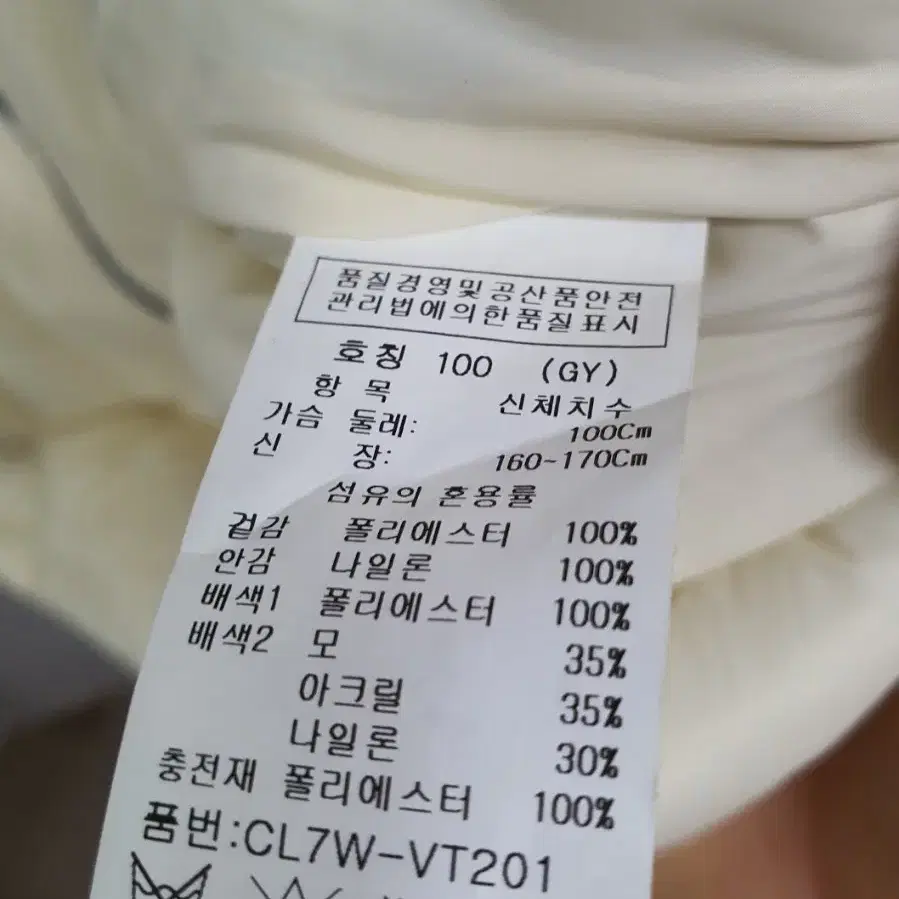 품질경영및공산품안전
관리법에의한품질표시
호칭 100 (GY)
항 목 신체치수
가슴 둘레: 100Cm
신 장: 160~170Cm
섬유의 혼용률
겉감 폴리에스터 100%
안감 나일론 100%
배색1 폴리에스터 100%
배색2 모 35%
아크릴 35%
나일론 30%
충전재 폴리에스터 100%
품번:CL7W-VT201